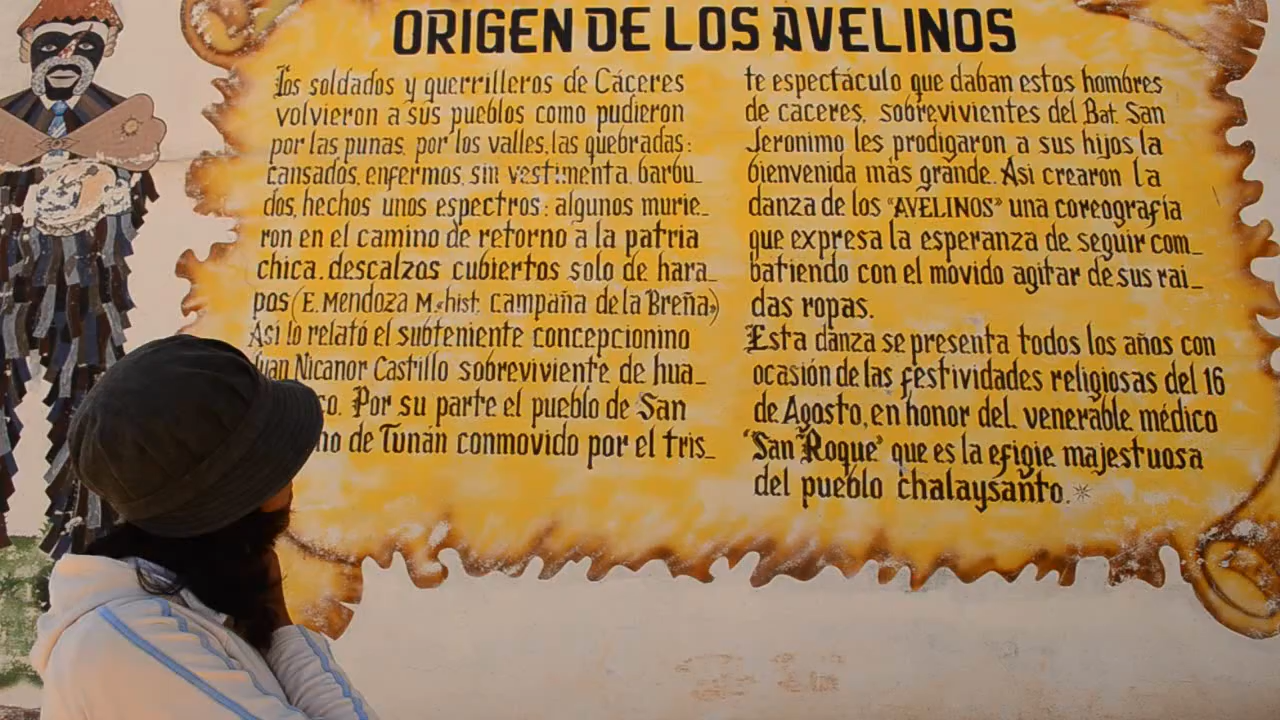 ORIGEN DE LOS AVELINOS
Los soldados y guerrilleros de Cáceres
volvieron a sus pueblos como pudieron
por las punas, por los valles, las quebradas:
cansados, enfermos, sin vestimenta, barbu_
dos, hechos unos espectros: algunos murie_
ron en el camino de retorno a la patria
chica. descalzos cubiertos solo de hara_
pos (E. Mendoza M. «hist. campaña de la Breña»)
Asi lo relató el subteniente concepcionino
Juan Nicanor Castillo sobreviviente de hua_
co. Por su parte el pueblo de San
no de Tunán conmovido por el tris_
te espectáculo que daban estos hombres
de caceres, sobrevivientes del Bat. San
Jeronimo les prodigaron a sus hijos la
bienvenida más grande. Asi crearon la
danza de los "AVELINOS" una coreografía
que expresa la esperanza de seguir com_
batiendo con el movido agitar de sus rai_
das ropas.
Esta danza se presenta todos los años con
ocasión de las festividades religiosas del 16
de Agosto, en honor del venerable médico
"San Roque" que es la efigie majestuosa
del pueblo chalaysanto.